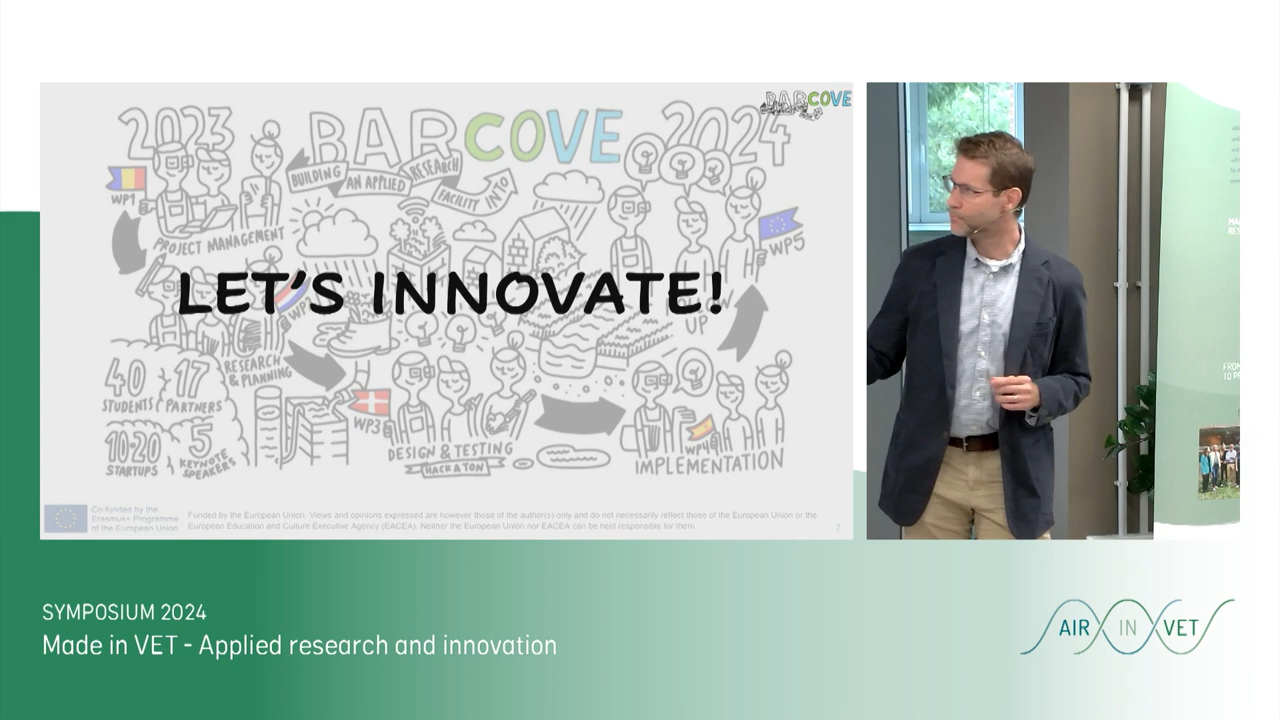 BARCOVE
2023 BARCOVE 2024
BUILDING AN APPLIED RESEARCH FACILITY INTO
WP1
PROJECT MANAGEMENT
WP5
LET'S INNOVATE!
UP
RESEARCH
& PLANNING
40
STUDENTS
17
PARTNERS
10-20
STARTUPS
5
KEYNOTE
SPEAKERS
WP3
DESIGN & TESTING
HACKATON
WP4
IMPLEMENTATION
Co-funded by the
Erasmus+ Programme
of the European Union
Funded by the European Union. Views and opinions expressed are however those of the author(s) only and do not necessarily reflect those of the European Union or the
European Education and Culture Executive Agency (EACEA). Neither the European Union nor EACEA can be held responsible for them.
2
SYMPOSIUM 2024
Made in VET - Applied research and innovation
AIR IN VET